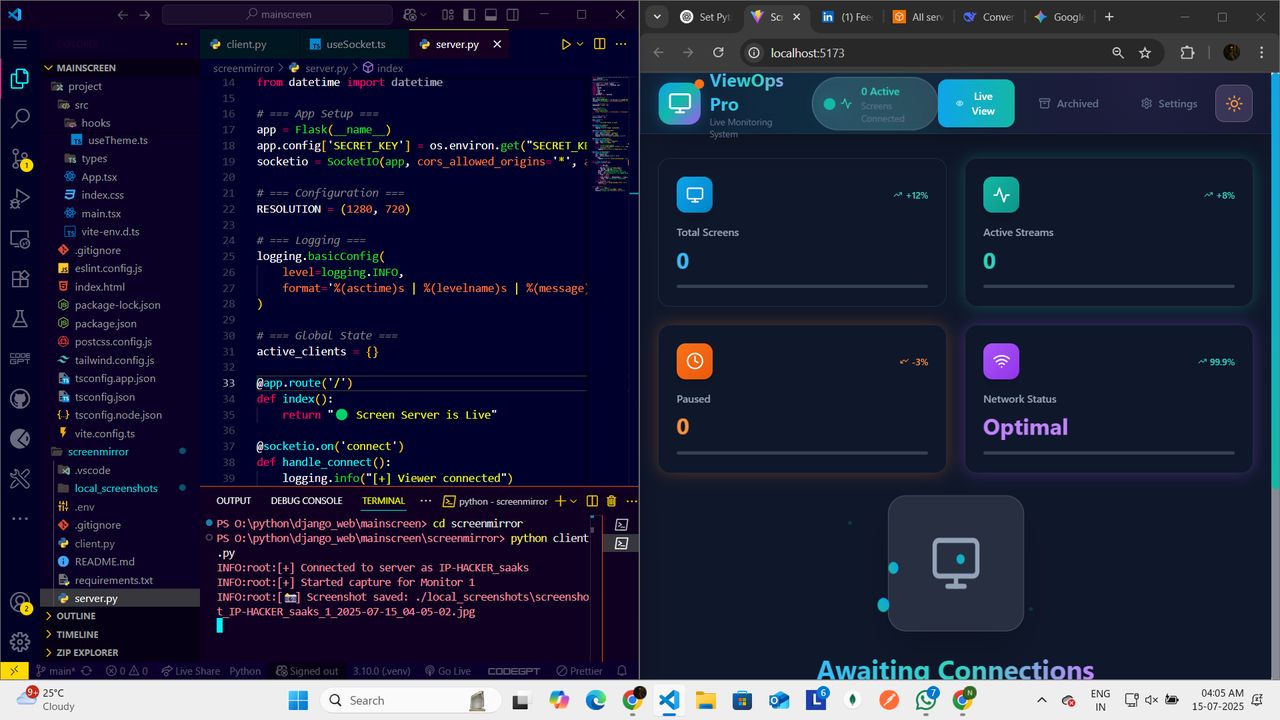 mainscreen
EXPLORER
MAINSCREEN
project
src
hooks
useTheme.ts
types
App.tsx
index.css
main.tsx
vite-env.d.ts
.gitignore
eslint.config.js
index.html
package-lock.json
package.json
postcss.config.js
tailwind.config.js
tsconfig.app.json
tsconfig.json
tsconfig.node.json
vite.config.ts
screenmirror
.vscode
local_screenshots
.env
.gitignore
client.py
README.md
requirements.txt
server.py
OUTLINE
TIMELINE
ZIP EXPLORER
1
CODE
GPT
2
client.py
useSocket.ts
server.py
screenmirror > server.py > index
14 from datetime import datetime
15
16 # === App Setup ===
17 app = Flask(__name__)
18 app.config['SECRET_KEY'] = os.environ.get("SECRET_KE
19 socketio = SocketIO(app, cors_allowed_origins='*', a
20
21 # === Configuration ===
22 RESOLUTION = (1280, 720)
23
24 # === Logging ===
25 logging.basicConfig(
26 level=logging.INFO,
27 format='%(asctime)s | %(levelname)s | %(message)
28 )
29
30 # === Global State ===
31 active_clients = {}
32
33 @app.route('/')
34 def index():
35 return "🟢 Screen Server is Live"
36
37 @socketio.on('connect')
38 def handle_connect():
39 logging.info("[+] Viewer connected")
OUTPUT DEBUG CONSOLE TERMINAL python - screenmirror
PS O:\python\django_web\mainscreen> cd screenmirror
PS O:\python\django_web\mainscreen\screenmirror> python client
.py
INFO:root:[+] Connected to server as IP-HACKER_saaks
INFO:root:[+] Started capture for Monitor 1
INFO:root:[📷] Screenshot saved: ./local_screenshots\screensho
t_IP-HACKER_saaks_1_2025-07-15_04-05-02.jpg
main* 0 0 Live Share Python Signed out 3.10.0 (.venv) Go Live CODEGPT Prettier
Set Pyt
Sc
(1) Fee
All serv
Conver
Google
localhost:5173
ViewOps
Pro
Live Monitoring
System
0 Active
Screens
Connected
Live
View
Archived
Settings
+12%
Total Screens
0
+8%
Active Streams
0
-3%
Paused
0
99.9%
Network Status
Optimal
Awaiting Connections
9+
25°C
Cloudy
Search
6
7
N
ENG
IN
04:05 AM
15-07-2025